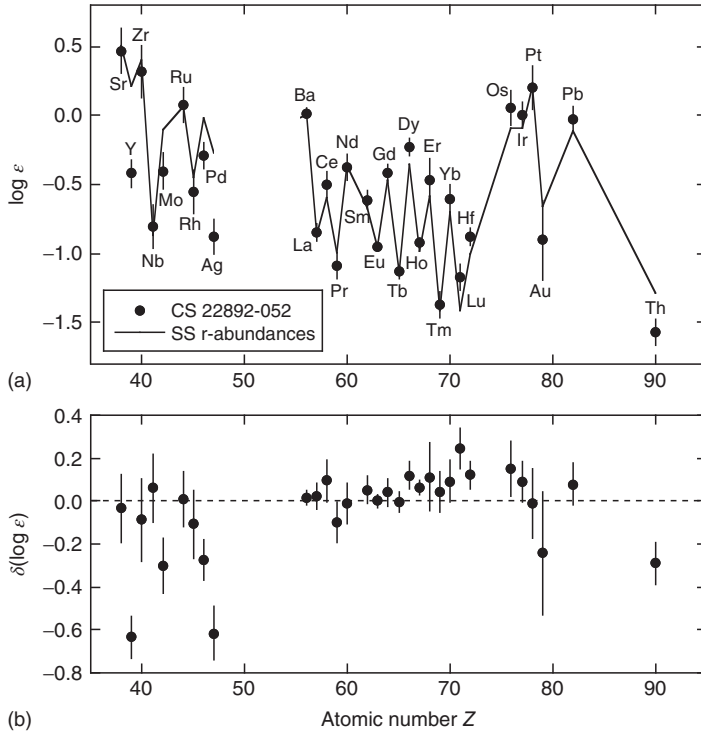 0.5
0.0
−0.5
−1.0
−1.5
log ε
Sr
Zr
Y
Nb
Mo
Ru
Rh
Pd
Ag
Ba
La
Ce
Pr
Nd
Sm
Eu
Gd
Tb
Dy
Ho
Er
Tm
Yb
Lu
Hf
Os
Ir
Pt
Au
Pb
Th
CS 22892-052
SS r-abundances
(a)
40 50 60 70 80 90
0.4
0.2
0.0
−0.2
−0.4
−0.6
−0.8
δ(log ε)
40 50 60 70 80 90
(b)
Atomic number Z